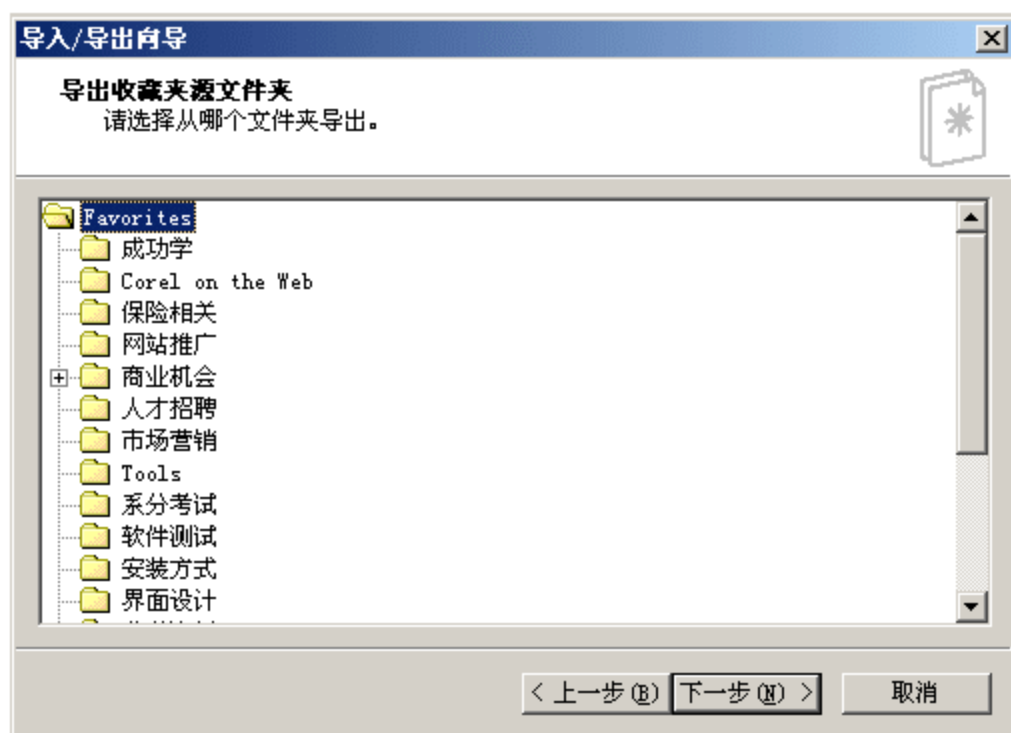 导入/导出向导
导出收藏夹源文件夹
请选择从哪个文件夹导出。
Favorites
成功学
Corel on the Web
保险相关
网站推广
商业机会
人才招聘
市场营销
Tools
系分考试
软件测试
安装方式
界面设计
< 上一步(B) 下一步(N) > 取消